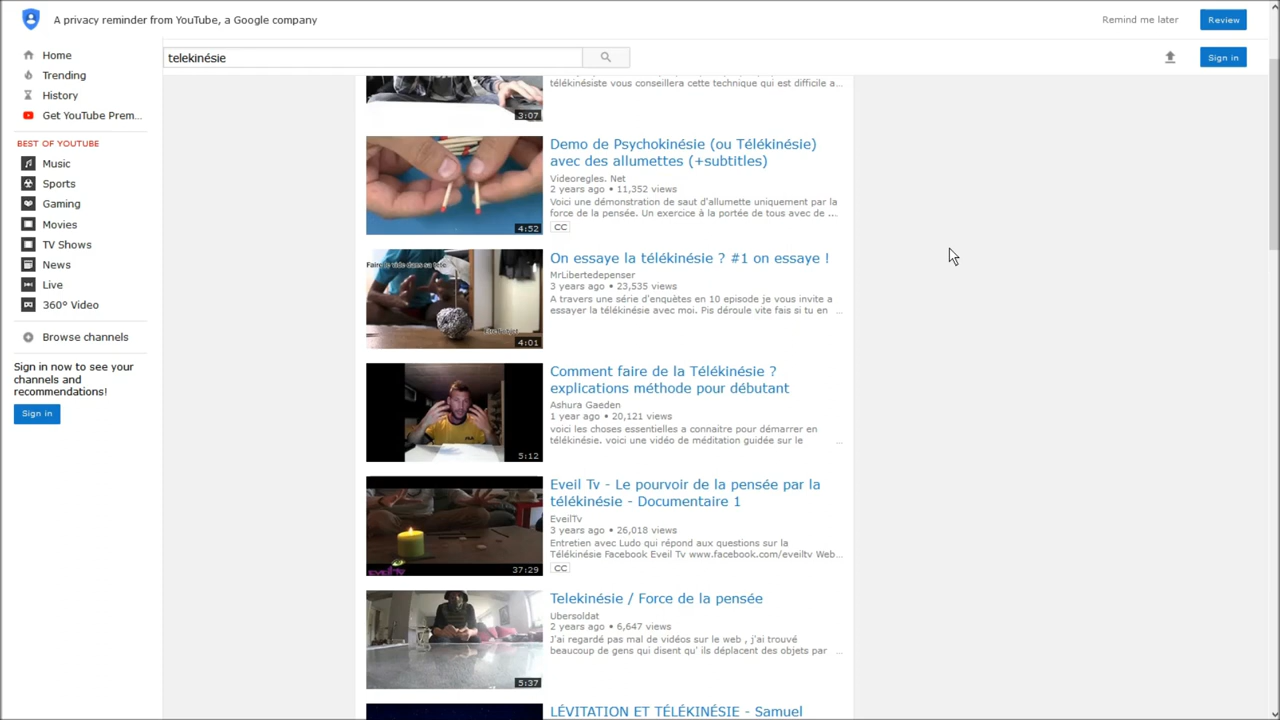 A privacy reminder from YouTube, a Google company
Remind me later
Review
Home
Trending
History
Get YouTube Prem...
BEST OF YOUTUBE
Music
Sports
Gaming
Movies
TV Shows
News
Live
360° Video
Browse channels
Sign in now to see your
channels and
recommendations!
Sign in
telekinésie
Sign in
télékinésiste vous conseillera cette technique qui est difficile a...
3:07
Demo de Psychokinésie (ou Télékinésie)
avec des allumettes (+subtitles)
Videoregles. Net
2 years ago • 11,352 views
Voici une démonstration de saut d'allumette uniquement par la
force de la pensée. Un exercice à la portée de tous avec de ...
CC
4:52
On essaye la télékinésie ? #1 on essaye !
MrLibertedepenser
3 years ago • 23,535 views
A travers une série d'enquètes en 10 episode je vous invite a
essayer la télékinésie avec moi. Pis déroule vite fais si tu en ...
Faire le vide dans sa tête
4:01
Comment faire de la Télékinésie ?
explications méthode pour débutant
Ashura Gaeden
1 year ago • 20,121 views
voici les choses essentielles a connaitre pour démarrer en
télékinésie. voici une vidéo de méditation guidée sur le ...
5:12
Eveil Tv - Le pourvoir de la pensée par la
télékinésie - Documentaire 1
EveilTv
3 years ago • 26,018 views
Entretien avec Ludo qui répond aux questions sur la
Télékinésie Facebook Eveil Tv www.facebook.com/eveiltv Web...
CC
EVEIL TV
37:29
Telekinésie / Force de la pensée
Ubersoldat
2 years ago • 6,647 views
J'ai regardé pas mal de vidéos sur le web , j'ai trouvé
beaucoup de gens qui disent qu' ils déplacent des objets par ...
5:37
LÉVITATION ET TÉLÉKINÉSIE - Samuel